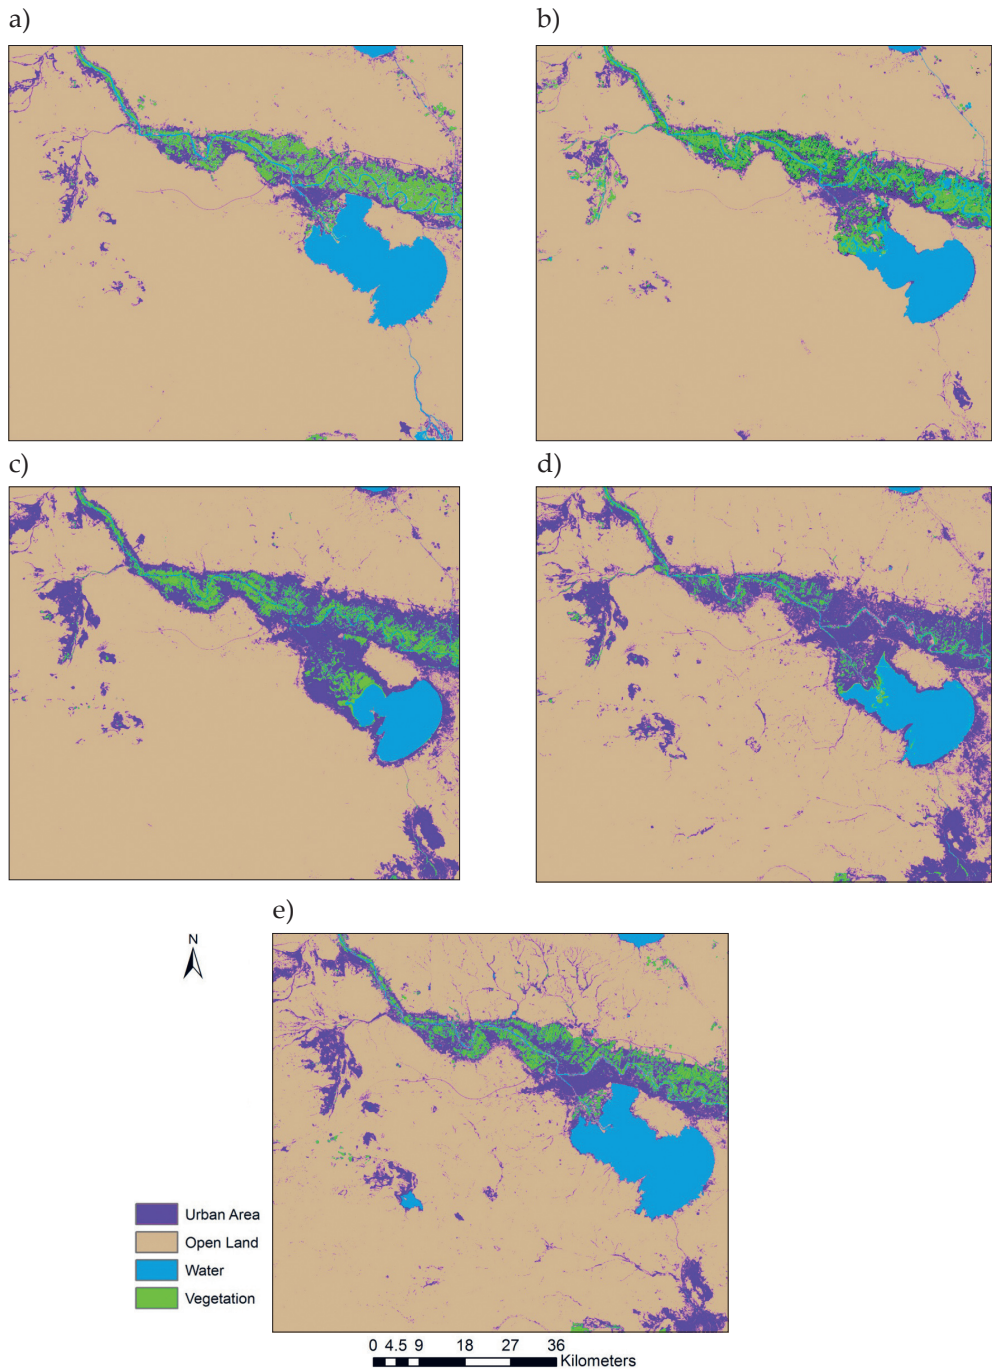 a)
b)
c)
d)
e)
N
Urban Area
Open Land
Water
Vegetation
0 4.5 9 18 27 36
Kilometers